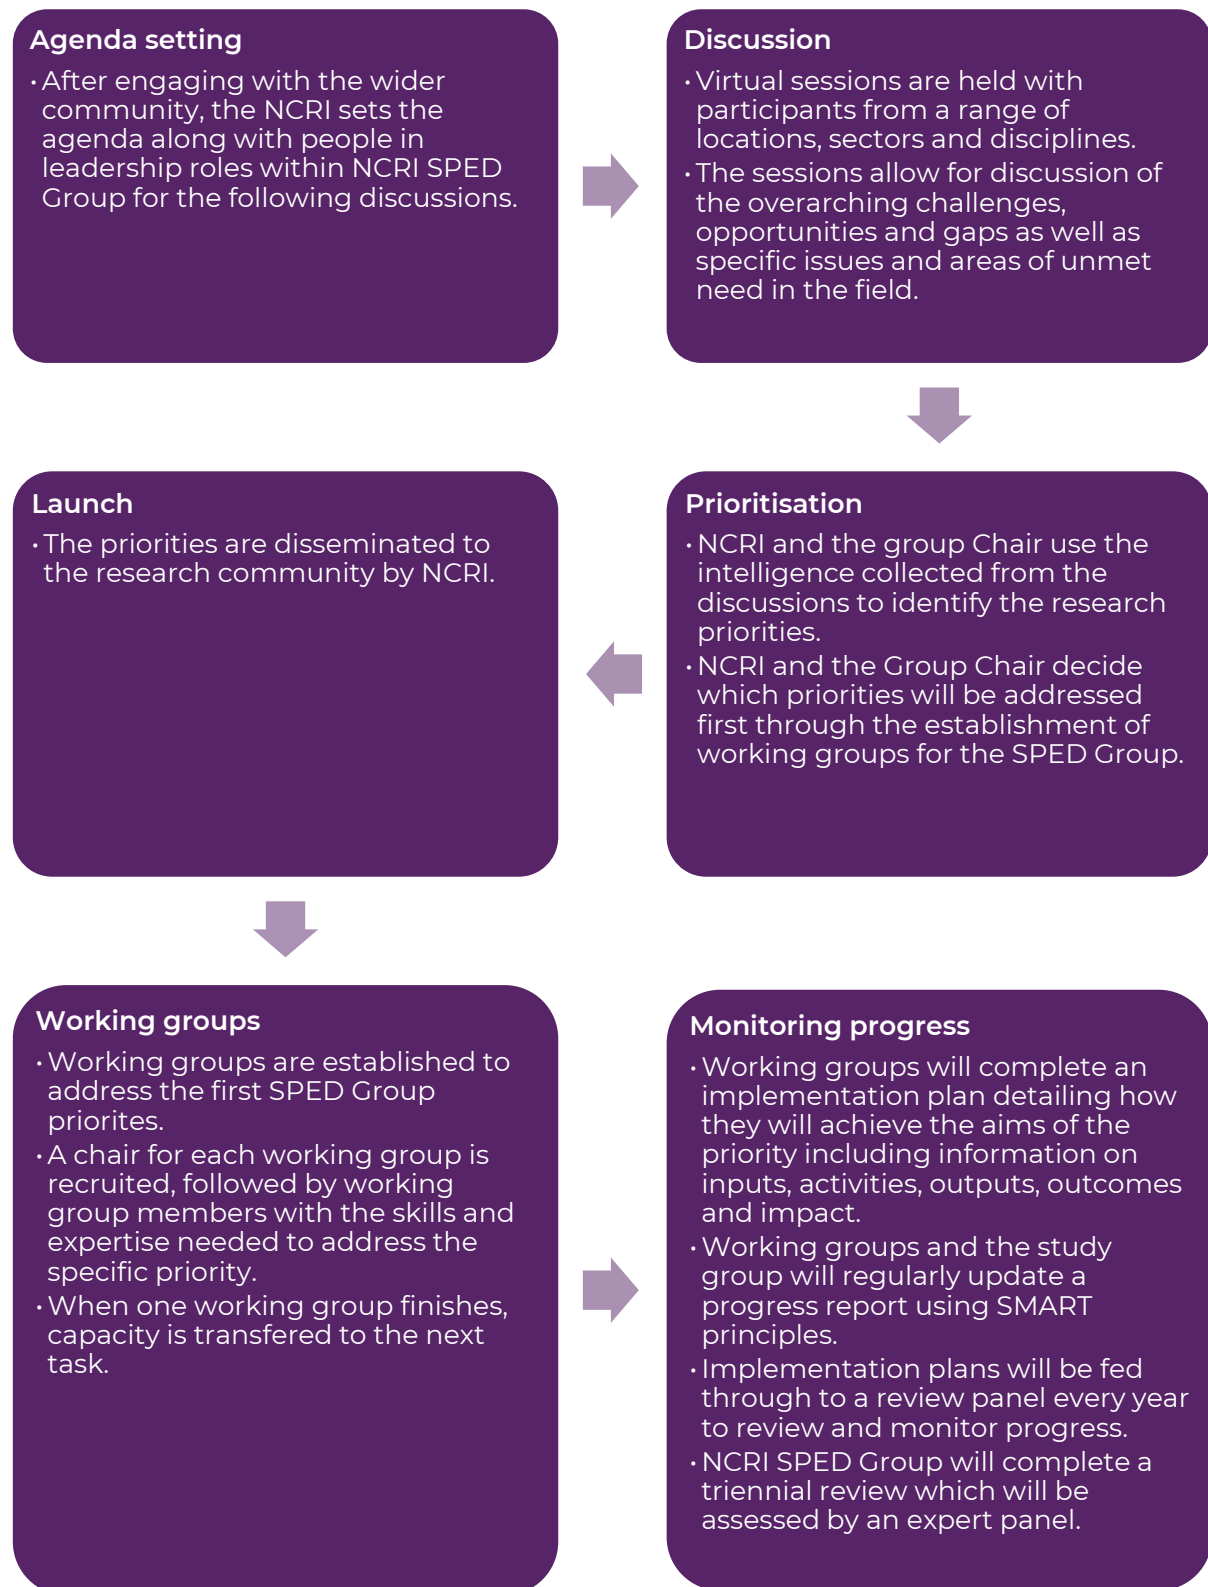 Agenda setting
· After engaging with the wider
community, the NCRI sets the
agenda along with people in
leadership roles within NCRI SPED
Group for the following discussions.
Discussion
· Virtual sessions are held with
participants from a range of
locations, sectors and disciplines.
· The sessions allow for discussion of
the overarching challenges,
opportunities and gaps as well as
specific issues and areas of unmet
need in the field.
Prioritisation
· NCRI and the group Chair use the
intelligence collected from the
discussions to identify the research
priorities.
· NCRI and the Group Chair decide
which priorities will be addressed
first through the establishment of
working groups for the SPED Group.
Launch
· The priorities are disseminated to
the research community by NCRI.
Working groups
· Working groups are established to
address the first SPED Group
priorites.
· A chair for each working group is
recruited, followed by working
group members with the skills and
expertise needed to address the
specific priority.
· When one working group finishes,
capacity is transfered to the next
task.
Monitoring progress
· Working groups will complete an
implementation plan detailing how
they will achieve the aims of the
priority including information on
inputs, activities, outputs, outcomes
and impact.
· Working groups and the study
group will regularly update a
progress report using SMART
principles.
· Implementation plans will be fed
through to a review panel every year
to review and monitor progress.
· NCRI SPED Group will complete a
triennial review which will be
assessed by an expert panel.